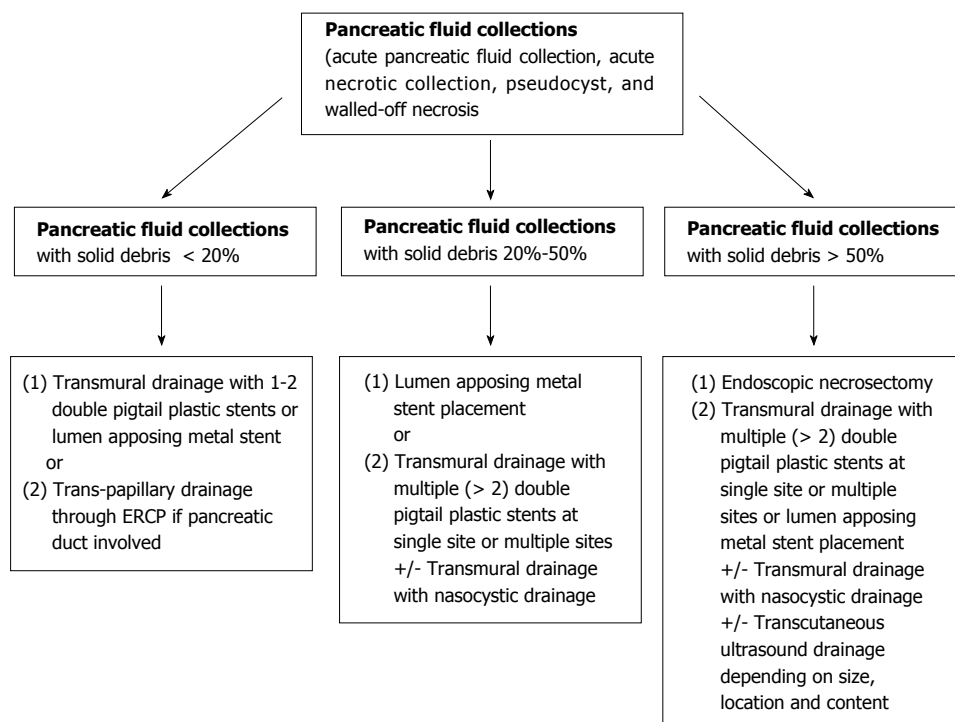 Pancreatic fluid collections
(acute pancreatic fluid collection, acute
necrotic collection, pseudocyst, and
walled-off necrosis
Pancreatic fluid collections
with solid debris < 20%
Pancreatic fluid collections
with solid debris 20%-50%
Pancreatic fluid collections
with solid debris > 50%
(1) Transmural drainage with 1-2
double pigtail plastic stents or
lumen apposing metal stent
or
(2) Trans-papillary drainage
through ERCP if pancreatic
duct involved
(1) Lumen apposing metal
stent placement
or
(2) Transmural drainage with
multiple (> 2) double
pigtail plastic stents at
single site or multiple sites
+/- Transmural drainage
with nasocystic drainage
(1) Endoscopic necrosectomy
(2) Transmural drainage with
multiple (> 2) double
pigtail plastic stents at
single site or multiple
sites or lumen apposing
metal stent placement
+/- Transmural drainage
with nasocystic drainage
+/- Transcutaneous
ultrasound drainage
depending on size,
location and content